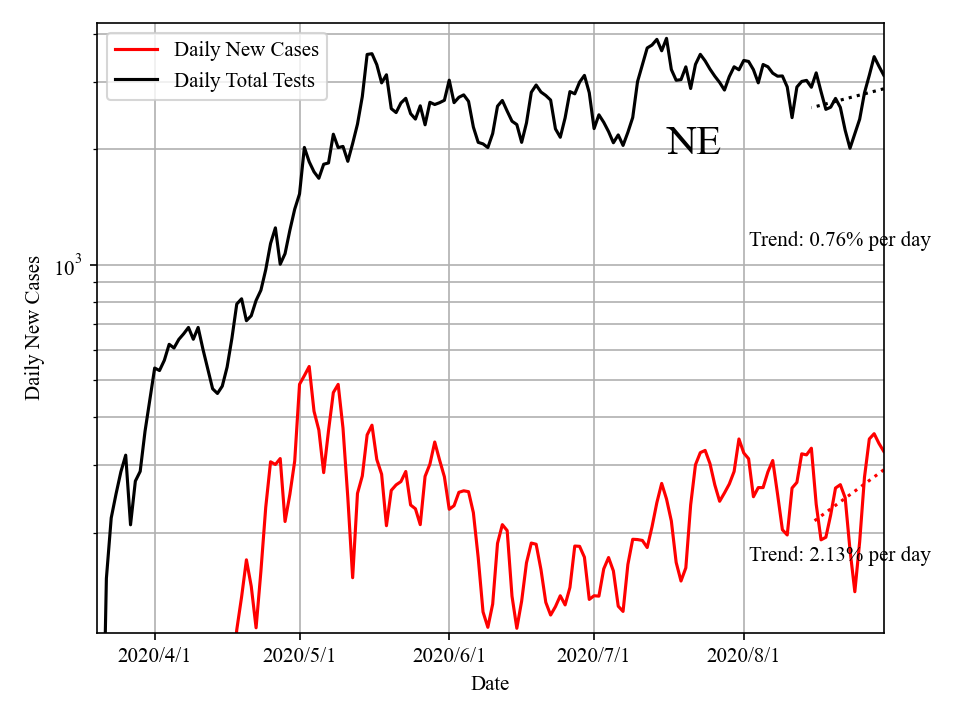 Daily New Cases
Daily Total Tests
NE
Trend: 0.76% per day
Trend: 2.13% per day
Daily New Cases
10³
2020/4/1 2020/5/1 2020/6/1 2020/7/1 2020/8/1
Date